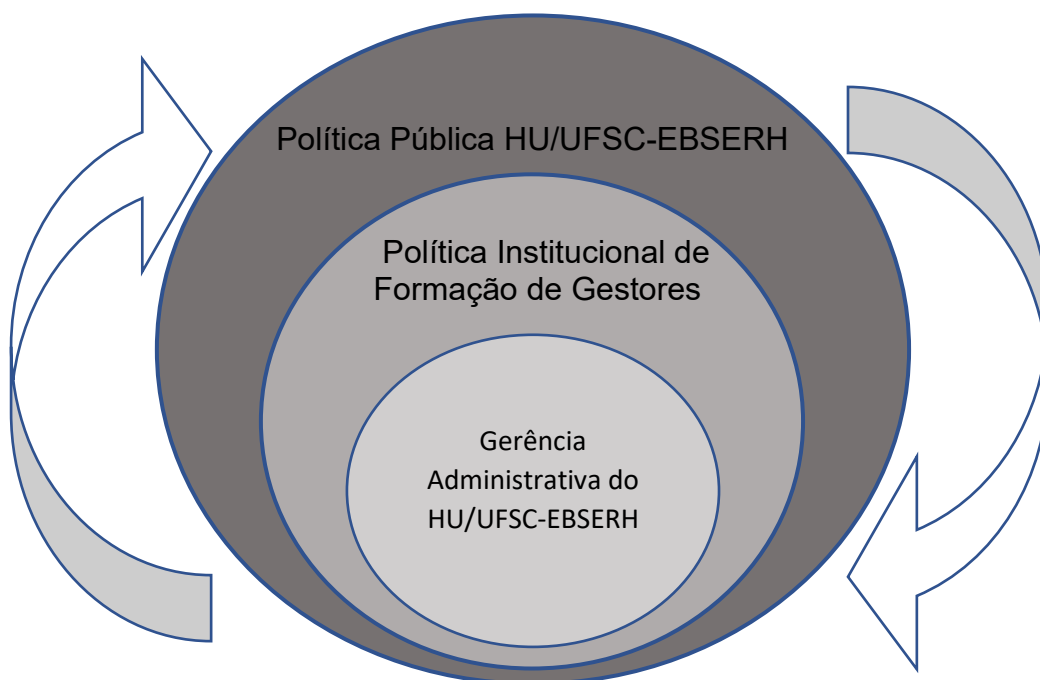 Política Pública HU/UFSC-EBSERH
Política Institucional de
Formação de Gestores
Gerência
Administrativa do
HU/UFSC-EBSERH